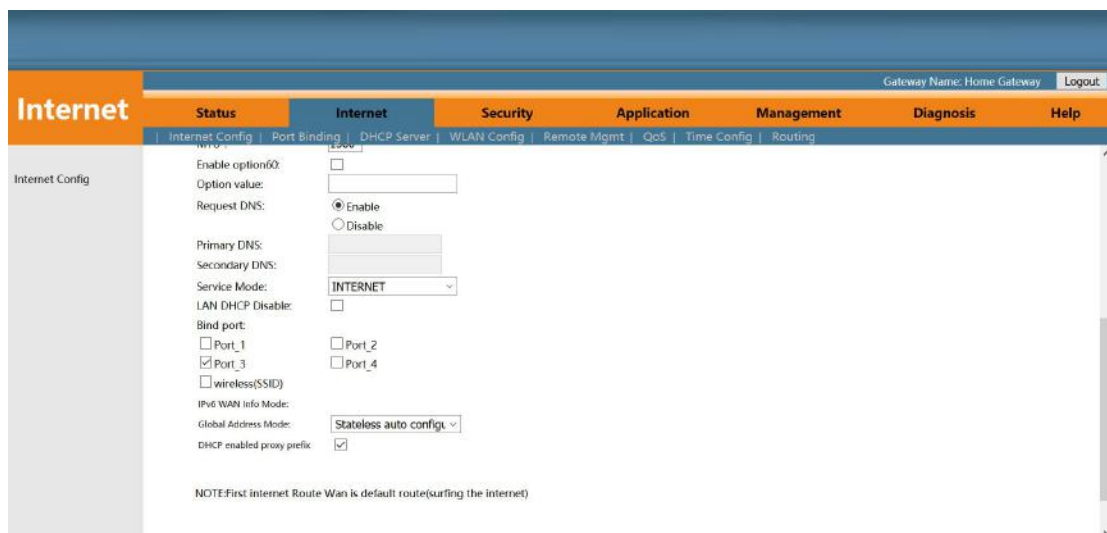 Gateway Name: Home Gateway Logout
Internet
Status Internet Security Application Management Diagnosis Help
| Internet Config | Port Binding | DHCP Server | WLAN Config | Remote Mgmt | QoS | Time Config | Routing
Internet Config
Enable option60:
Option value:
Request DNS: Enable
Disable
Primary DNS:
Secondary DNS:
Service Mode: INTERNET
LAN DHCP Disable:
Bind port:
Port_1 Port_2
Port_3 Port_4
wireless(SSID)
IPv6 WAN Info Mode:
Global Address Mode: Stateless auto configu
DHCP enabled proxy prefix
NOTE:First internet Route Wan is default route(surfing the internet)